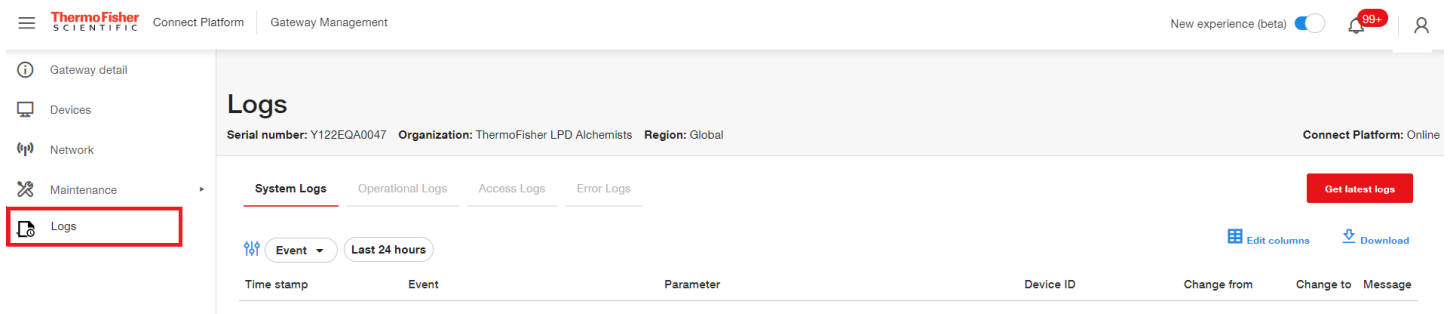 ThermoFisher
SCIENTIFIC
Connect Platform
Gateway Management
New experience (beta)
99+
Gateway detail
Devices
Network
Maintenance
Logs
Logs
Serial number: Y122EQA0047 Organization: ThermoFisher LPD Alchemists Region: Global
Connect Platform: Online
System Logs Operational Logs Access Logs Error Logs
Get latest logs
Event Last 24 hours
Edit columns Download
Time stamp Event Parameter Device ID Change from Change to Message